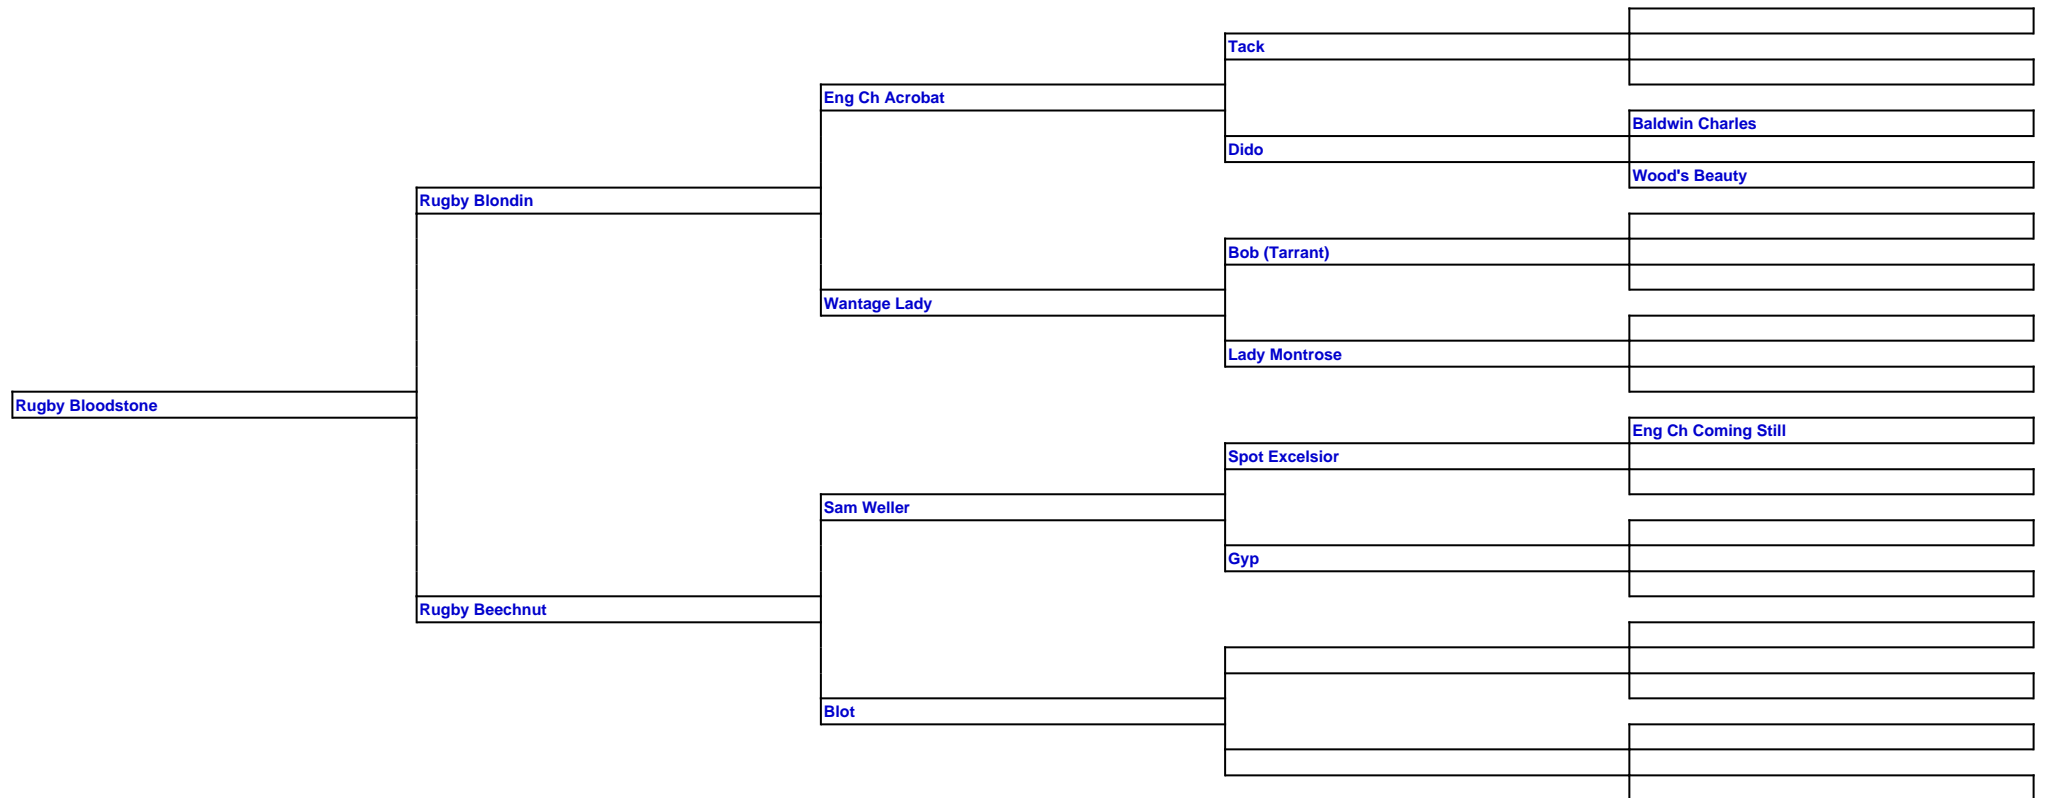 Tack
Eng Ch Acrobat
Baldwin Charles
Dido
Wood's Beauty
Rugby Blondin
Bob (Tarrant)
Wantage Lady
Lady Montrose
Rugby Bloodstone
Eng Ch Coming Still
Spot Excelsior
Sam Weller
Gyp
Rugby Beechnut
Blot